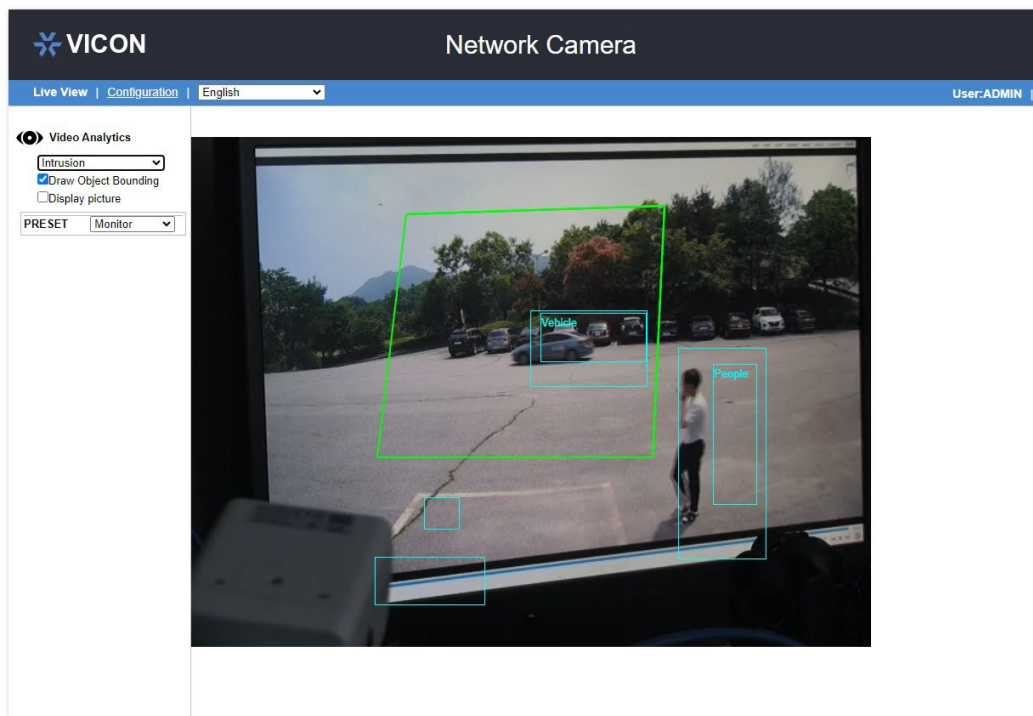 VICON
Network Camera
Live View | Configuration | English
User:ADMIN |
Video Analytics
Intrusion
Draw Object Bounding
Display picture
PRESET Monitor
Vehicle
People